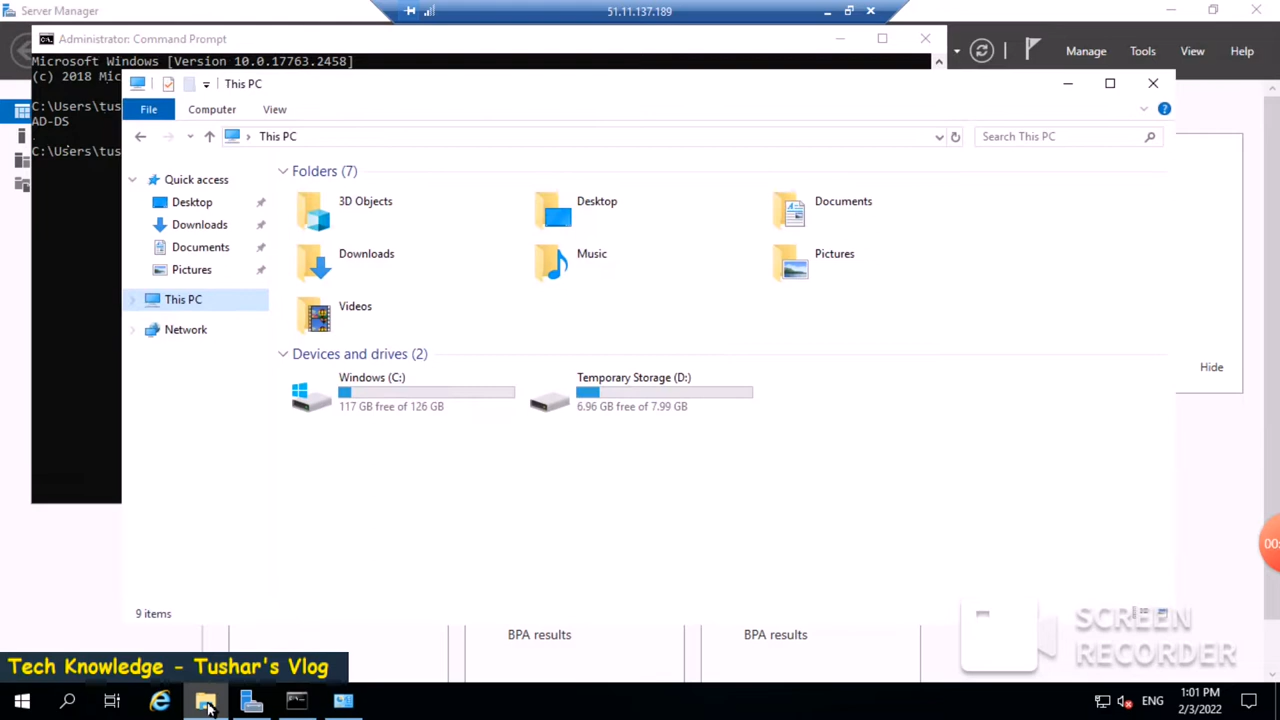 Server Manager
51.11.137.189
Administrator: Command Prompt
Manage Tools View Help
Microsoft Windows [Version 10.0.17763.2458]
(c) 2018 Mic
This PC
C:\Users\tus
AD-DS
C:\Users\tus
File Computer View
This PC
Search This PC
Quick access
Desktop
Downloads
Documents
Pictures
This PC
Network
Folders (7)
3D Objects
Desktop
Documents
Downloads
Music
Pictures
Videos
Devices and drives (2)
Windows (C:)
117 GB free of 126 GB
Temporary Storage (D:)
6.96 GB free of 7.99 GB
Hide
9 items
BPA results
BPA results
SCREEN
RECORDER
00:
Tech Knowledge - Tushar's Vlog
ENG
1:01 PM
2/3/2022